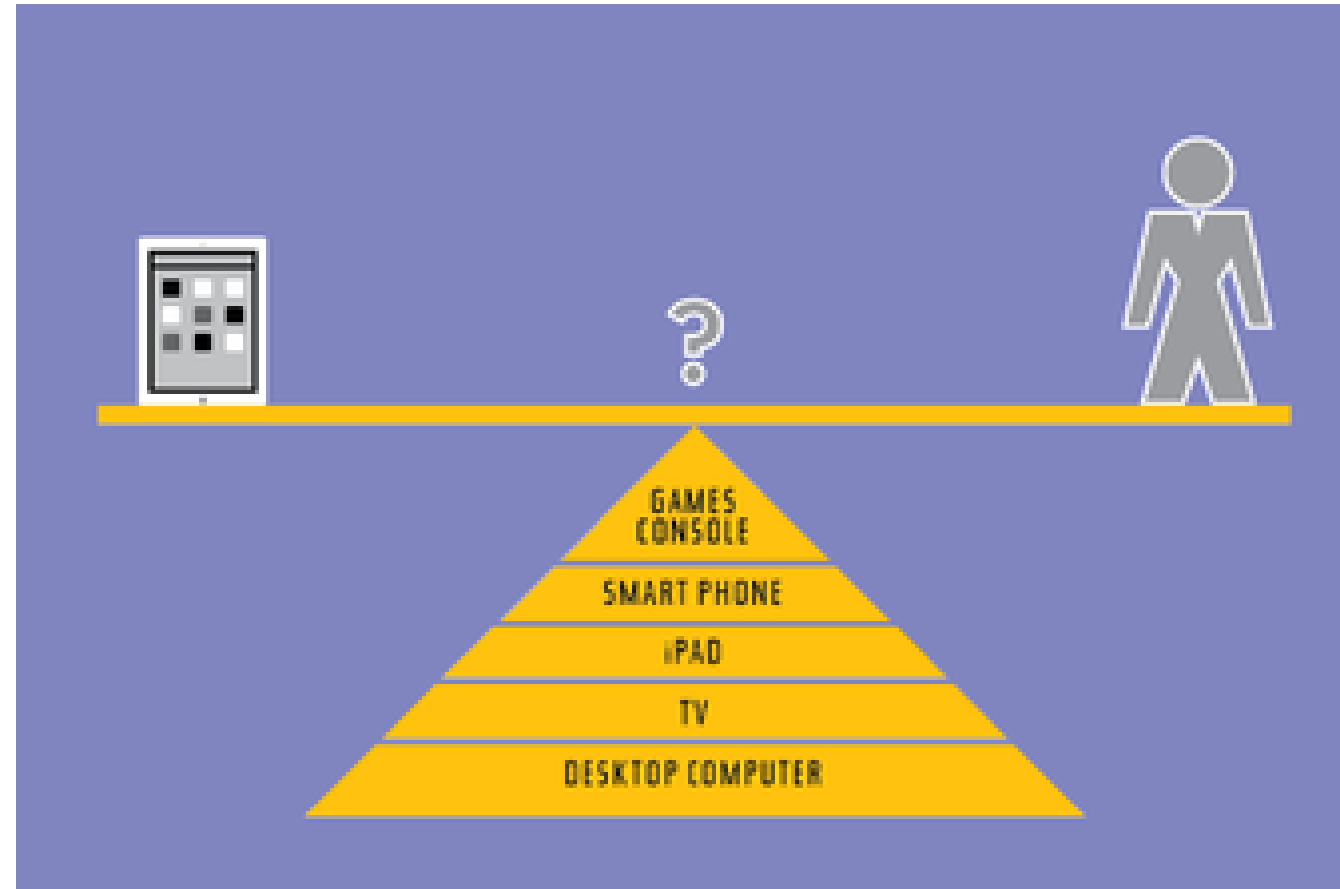 ?
GAMES
CONSOLE
SMART PHONE
iPAD
TV
DESKTOP COMPUTER